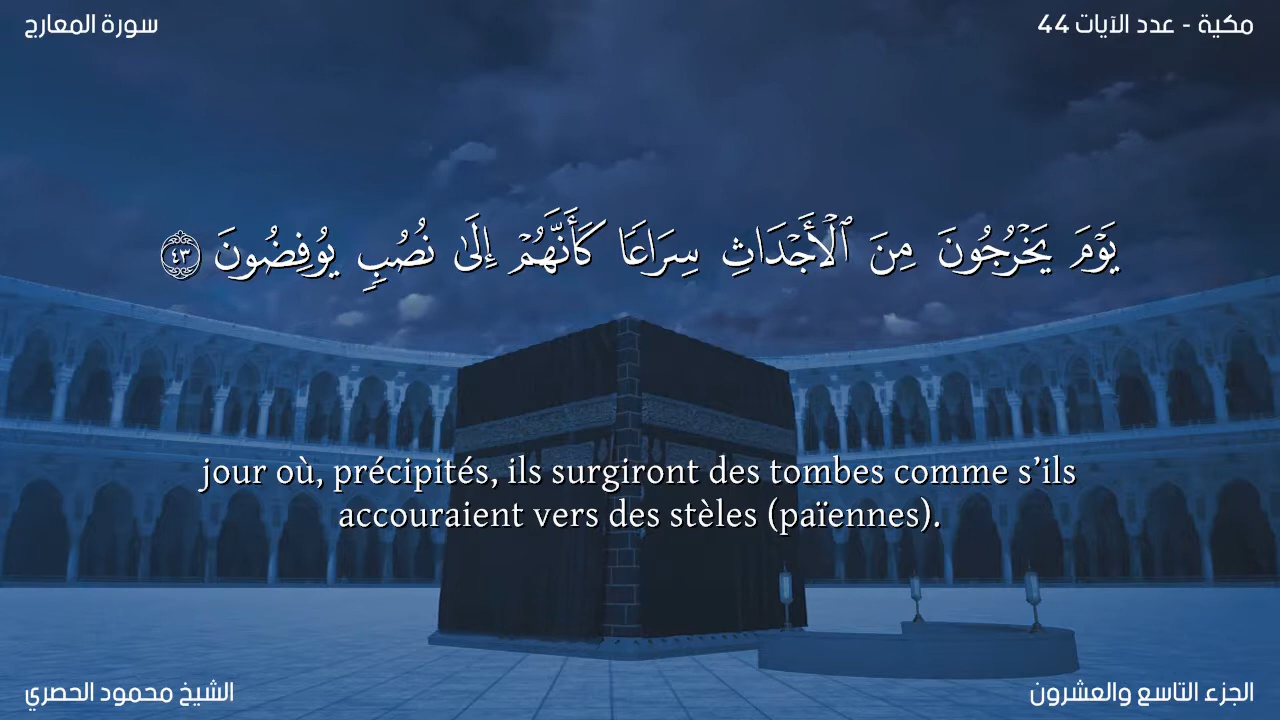 مكية - عدد الآيات 44
سورة المعارج
يَوْمَ يَخْرُجُونَ مِنَ ٱلْأَجْدَاثِ سِرَاعًا كَأَنَّهُمْ إِلَىٰ نُصُبٍ يُوفِضُونَ ٤٣
jour où, précipités, ils surgiront des tombes comme s’ils
accouraient vers des stèles (païennes).
الجزء التاسع والعشرون
الشيخ محمود الحصري